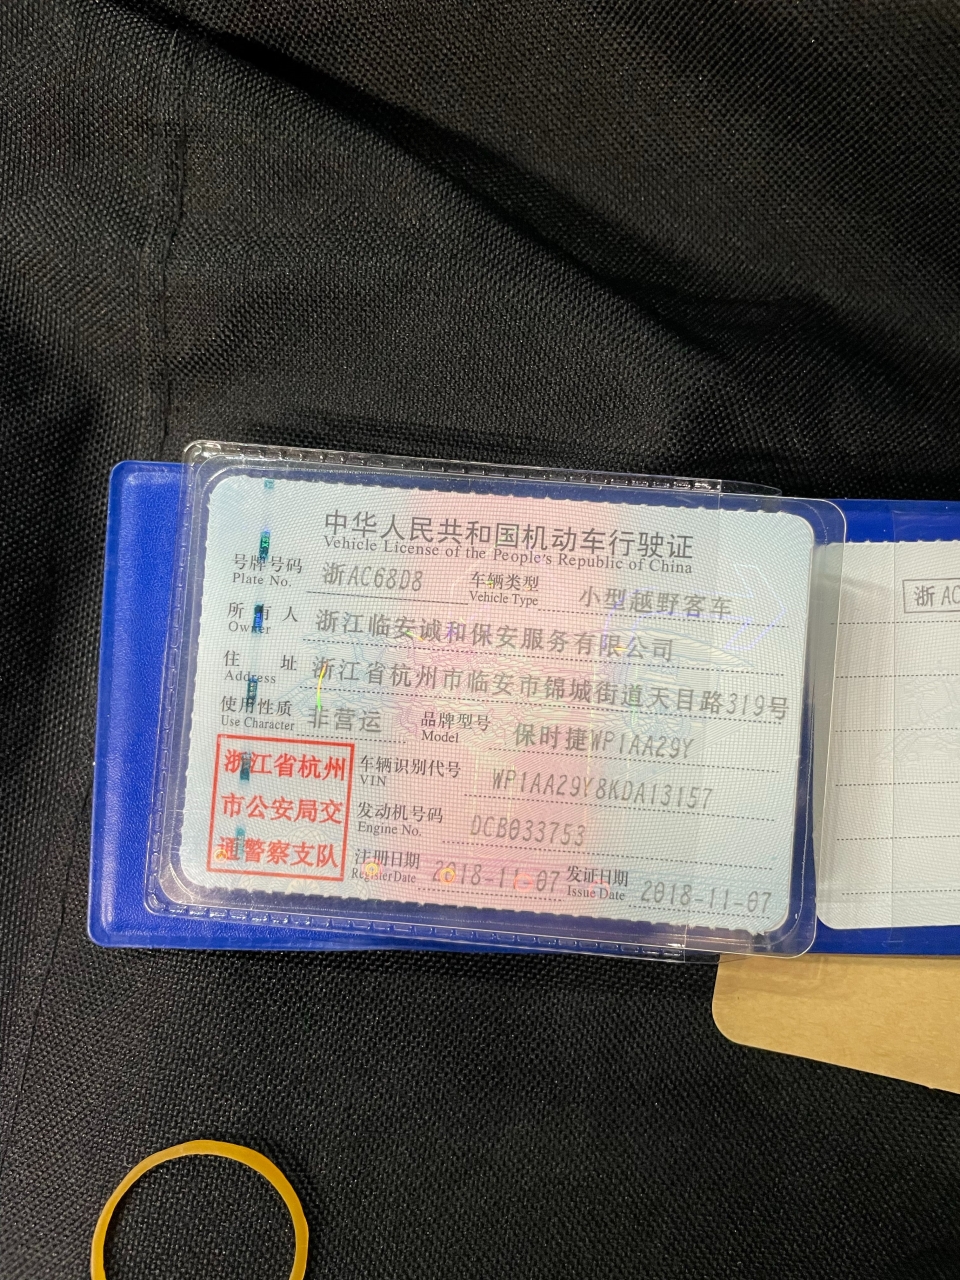 中华人民共和国机动车行驶证
Vehicle License of the People's Republic of China
号牌号码 浙AC68D8 车辆类型 小型越野客车
Plate No. Vehicle Type
所有人 浙江临安诚和保安服务有限公司
Owner
住址 浙江省杭州市临安市锦城街道天目路319号
Address
使用性质 非营运 品牌型号 保时捷WP1AA29Y
Use Character Model
浙江省杭州
市公安局交
通警察支队
车辆识别代号 WP1AA29Y8KDA13157
VIN
发动机号码 DCB033753
Engine No.
注册日期 2018-11-07 发证日期 2018-11-07
Register Date Issue Date
浙AC